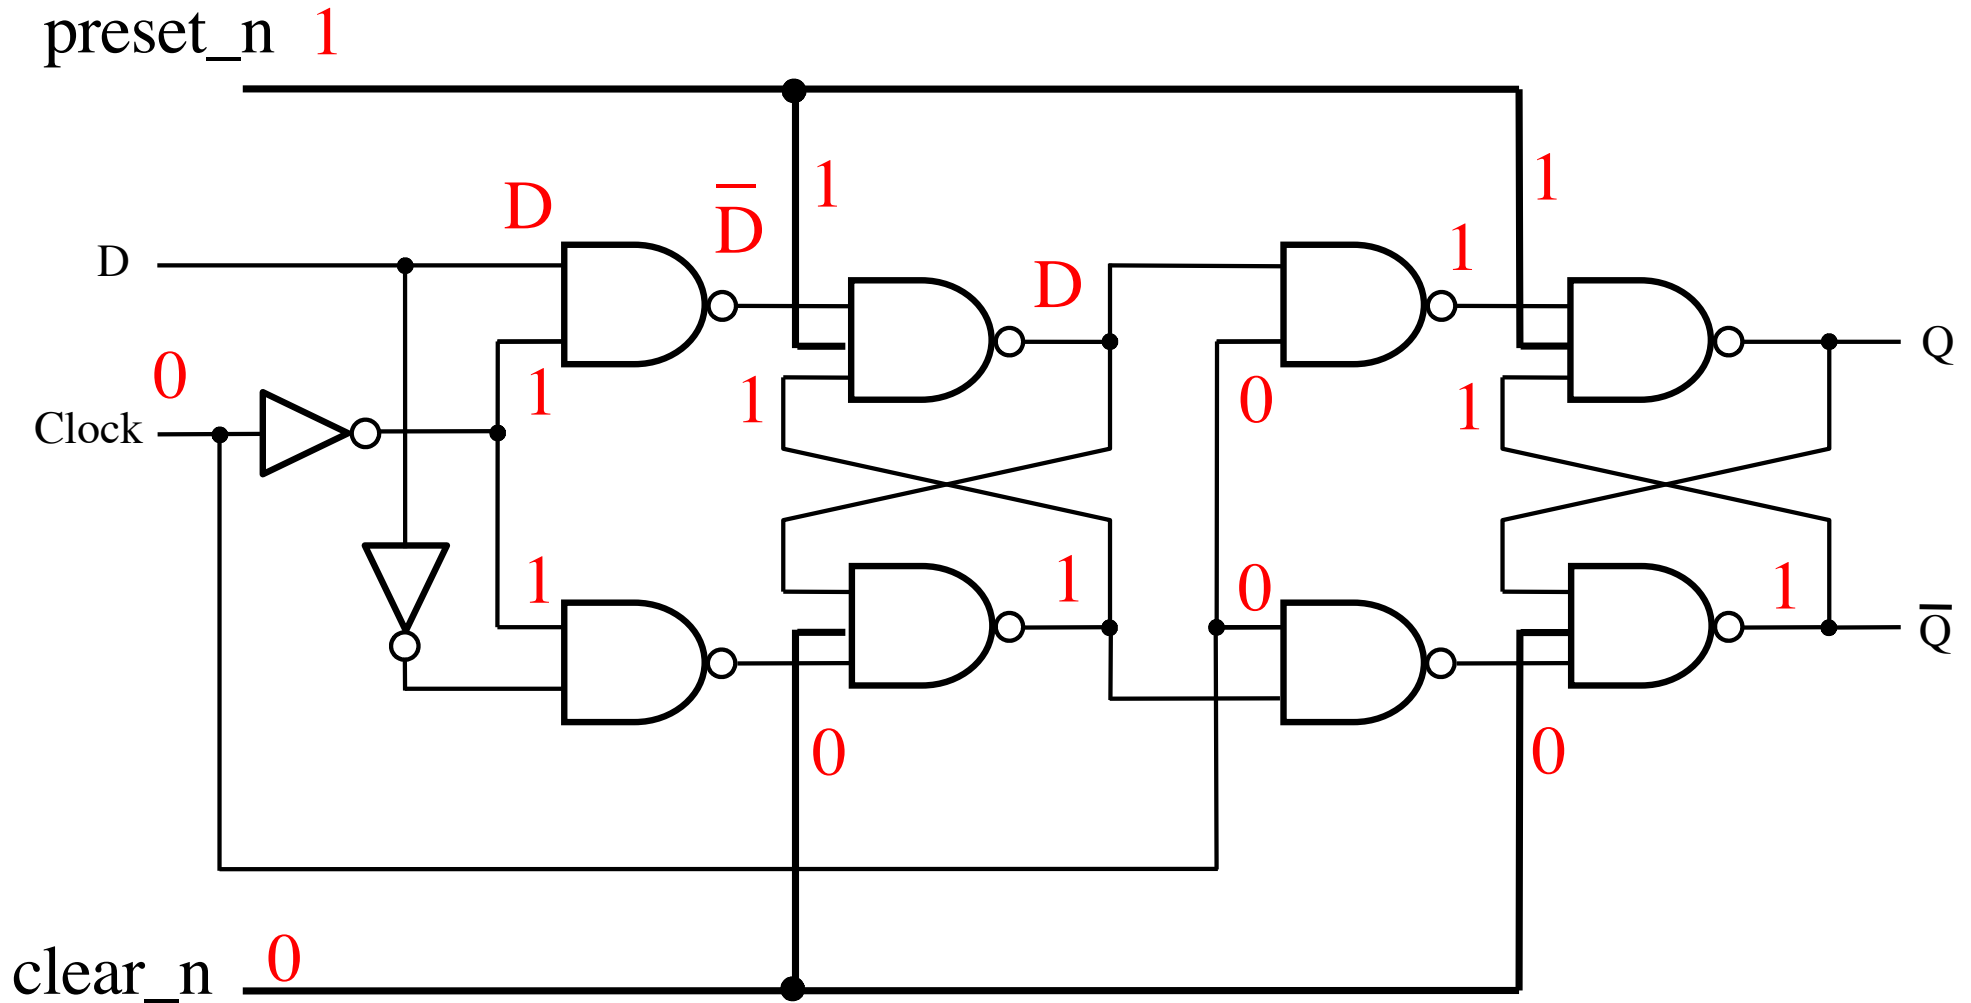 preset_n 1
1 1
D D̅ 1
D D
0 1 1 0 1 Q
Clock
1 0 1 1
Q̅
0 0
clear_n 0